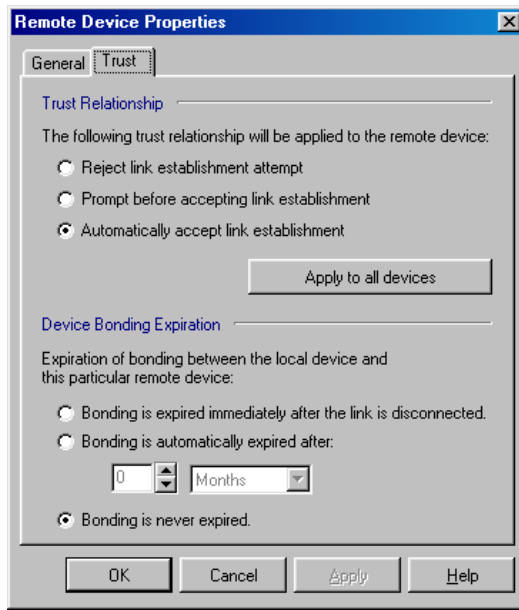 Remote Device Properties
General Trust
Trust Relationship
The following trust relationship will be applied to the remote device:
Reject link establishment attempt
Prompt before accepting link establishment
Automatically accept link establishment
Apply to all devices
Device Bonding Expiration
Expiration of bonding between the local device and
this particular remote device:
Bonding is expired immediately after the link is disconnected.
Bonding is automatically expired after:
0 Months
Bonding is never expired.
OK Cancel Apply Help